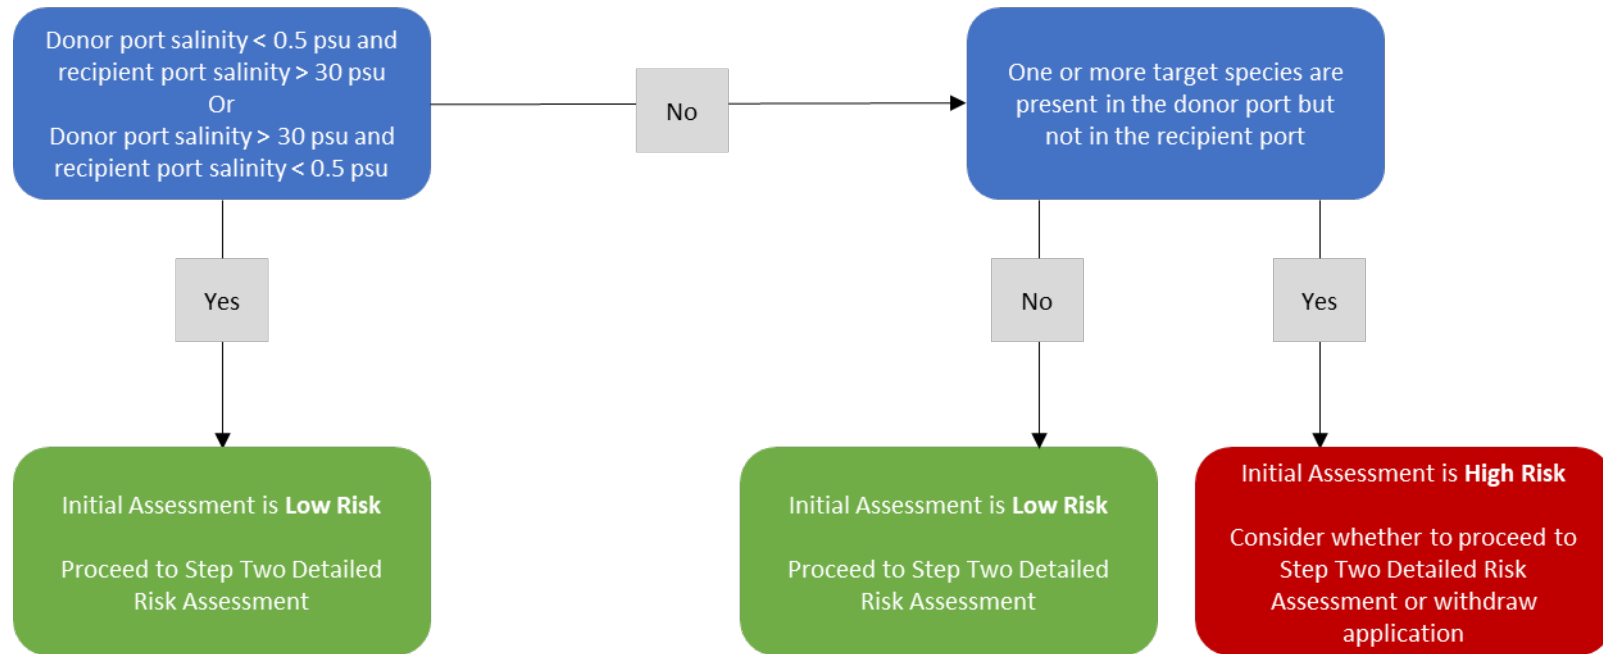 Donor port salinity < 0.5 psu and
recipient port salinity > 30 psu
Or
Donor port salinity > 30 psu and
recipient port salinity < 0.5 psu
No
One or more target species are
present in the donor port but
not in the recipient port
Yes
No
Yes
Initial Assessment is Low Risk
Proceed to Step Two Detailed
Risk Assessment
Initial Assessment is Low Risk
Proceed to Step Two Detailed
Risk Assessment
Initial Assessment is High Risk
Consider whether to proceed to
Step Two Detailed Risk
Assessment or withdraw
application